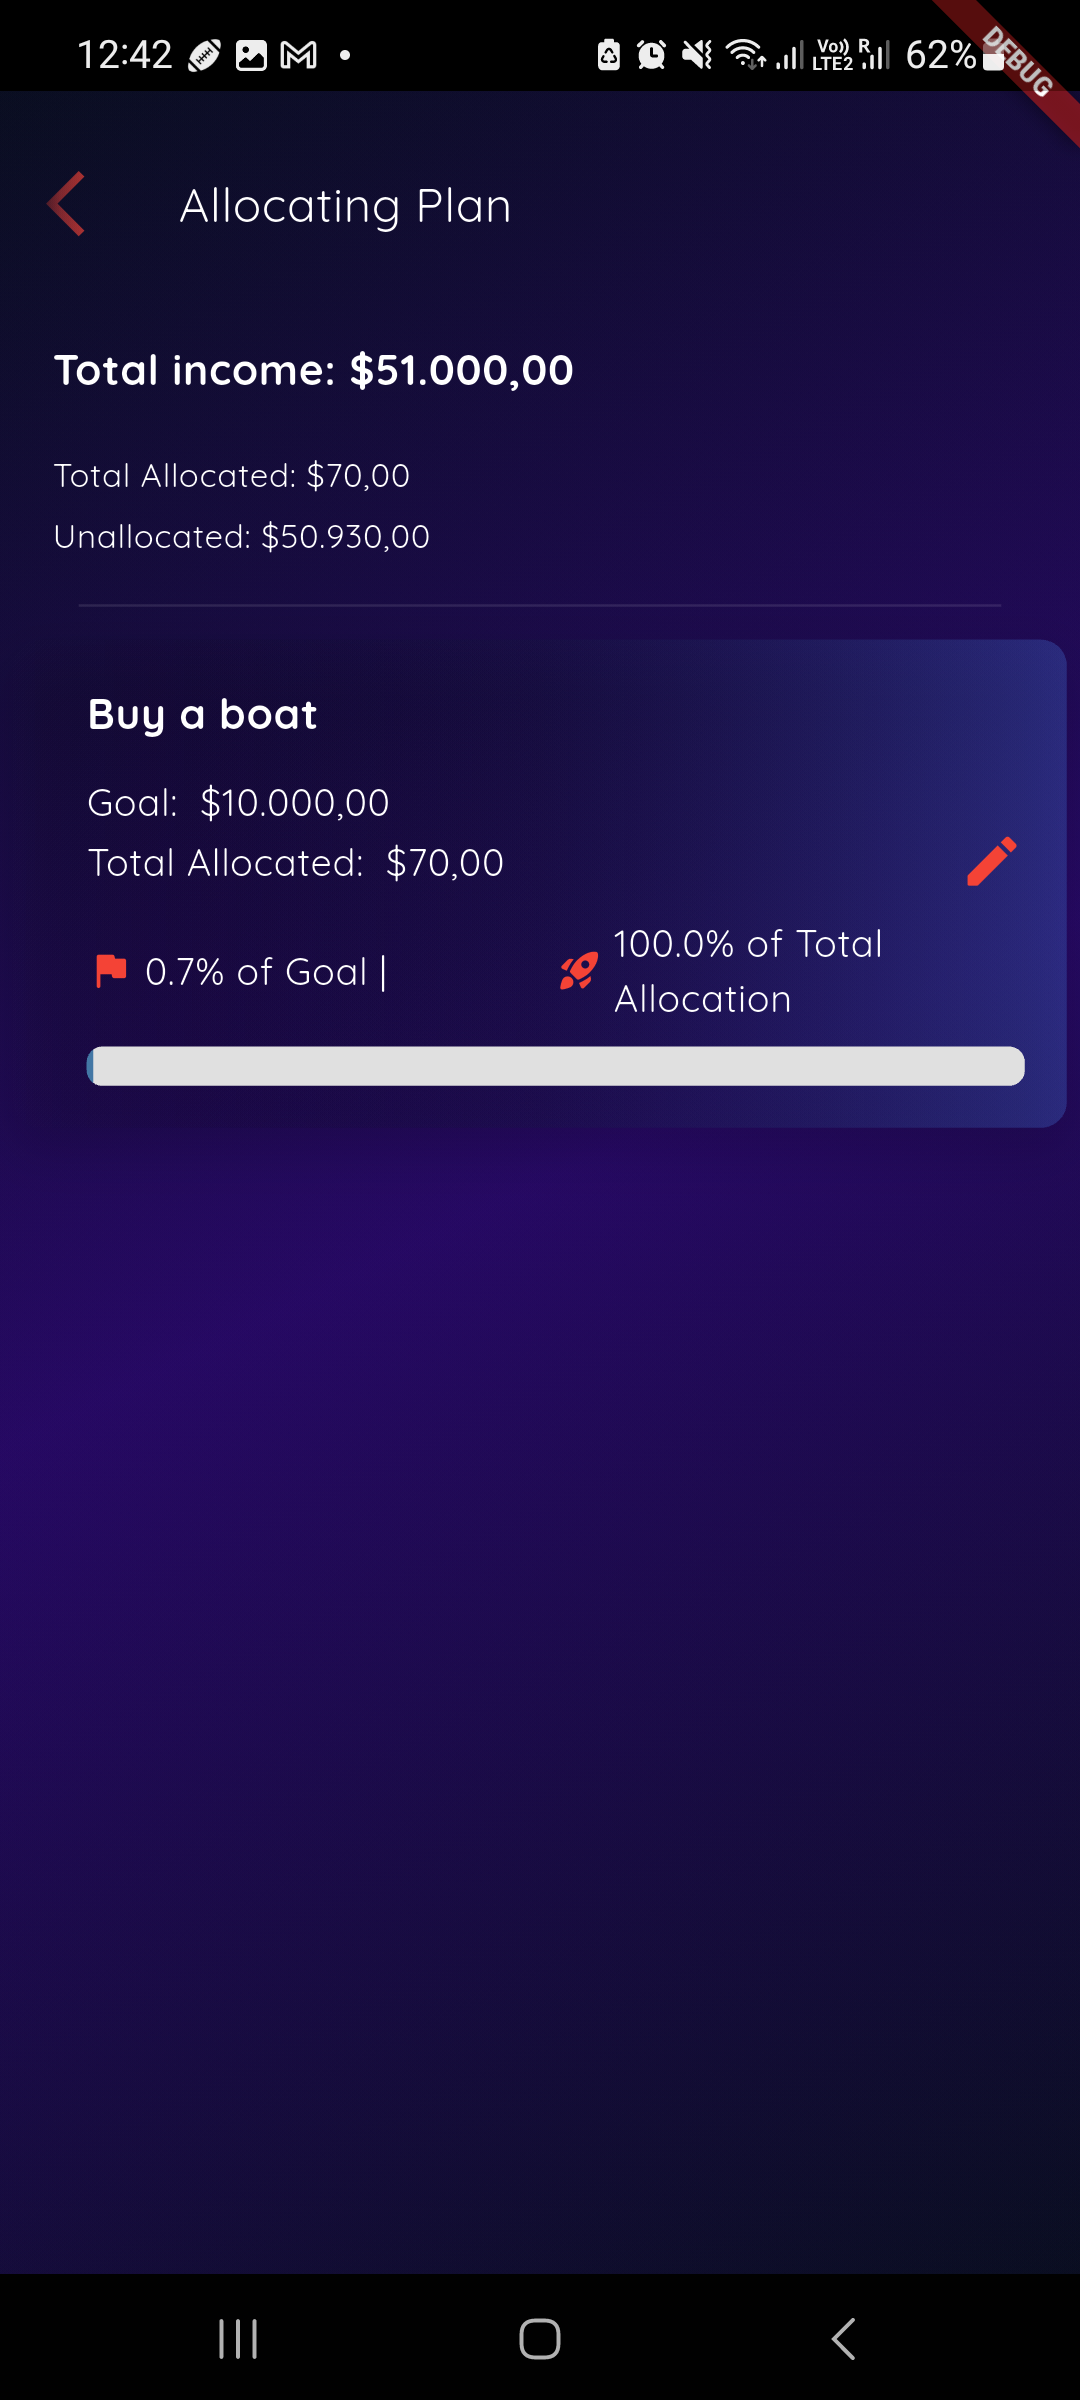 12:42
Vo)) R
LTE2
62%
DEBUG
Allocating Plan
Total income: $51.000,00
Total Allocated: $70,00
Unallocated: $50.930,00
Buy a boat
Goal: $10.000,00
Total Allocated: $70,00
0.7% of Goal |
100.0% of Total
Allocation